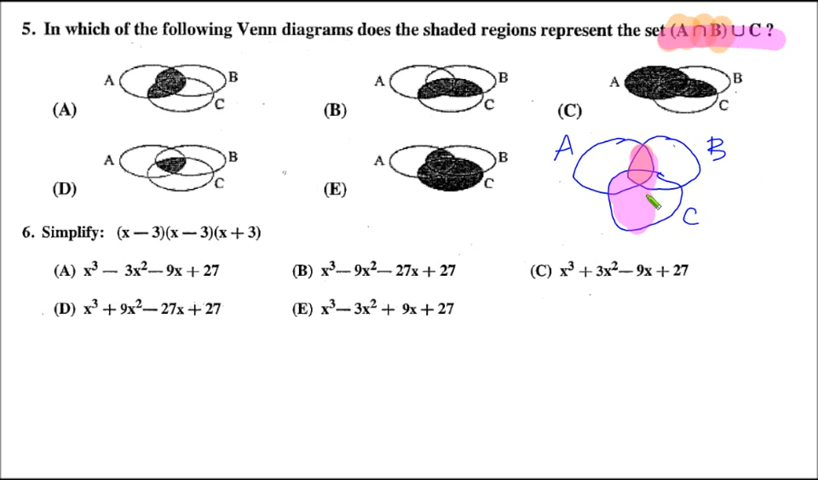 5. In which of the following Venn diagrams does the shaded regions represent the set (A ∩ B) ∪ C ?
A B C
(A)
A B C
(B)
A B C
(C)
A B C
(D)
A B C
(E)
A B C
6. Simplify: (x — 3)(x — 3)(x + 3)
(A) x³ — 3x² — 9x + 27 (B) x³ — 9x² — 27x + 27 (C) x³ + 3x² — 9x + 27
(D) x³ + 9x² — 27x + 27 (E) x³ — 3x² + 9x + 27